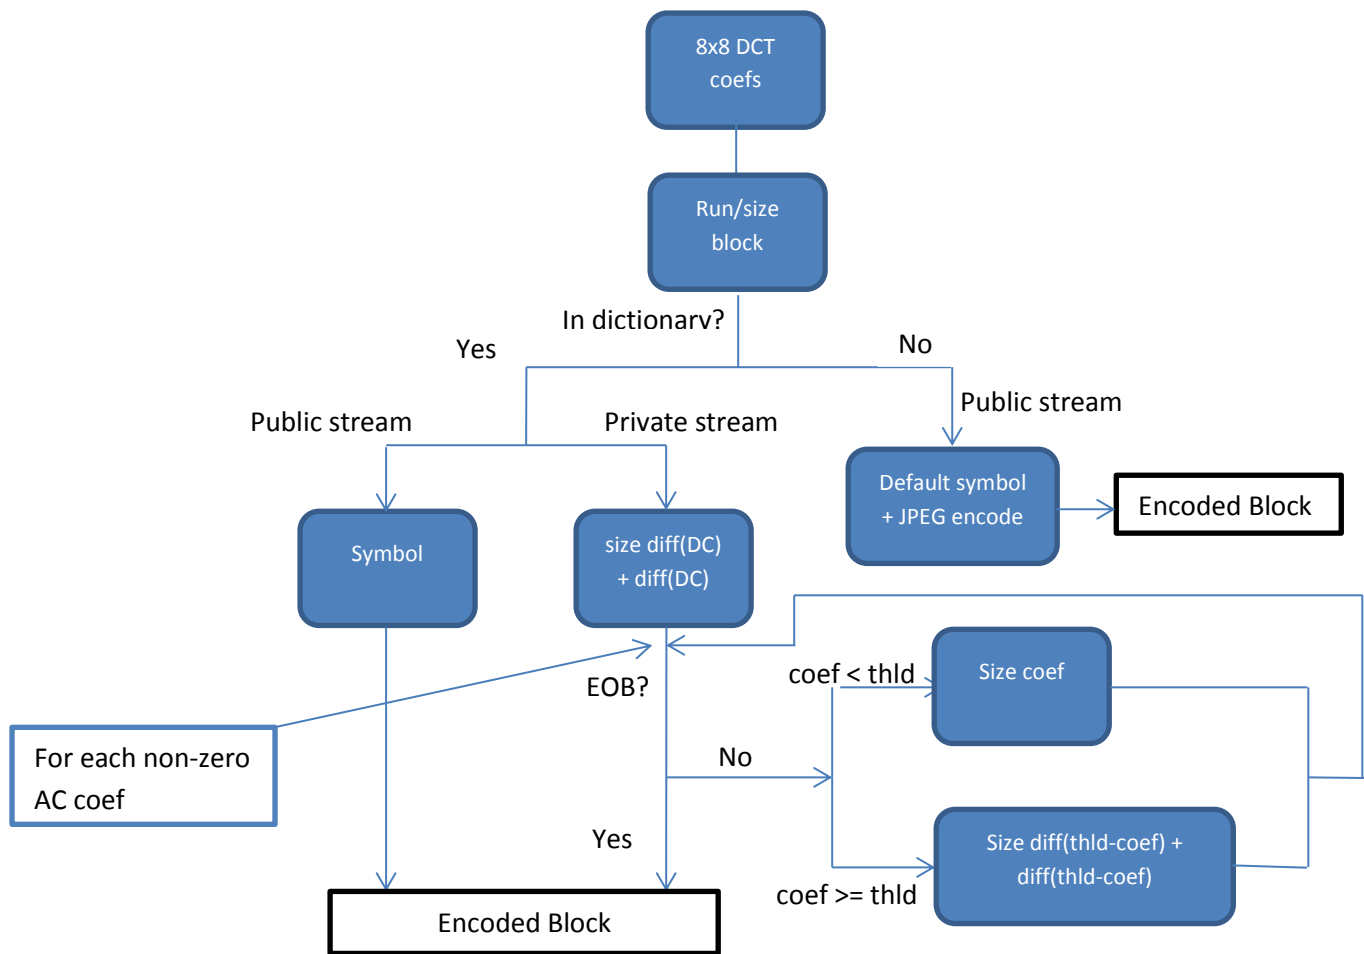 8x8 DCT
coefs
Run/size
block
In dictionary?
Yes
No
Public stream
Private stream
Public stream
Default symbol
+ JPEG encode
Encoded Block
Symbol
size diff(DC)
+ diff(DC)
coef < thld
Size coef
EOB?
For each non-zero
AC coef
No
Yes
Size diff(thld-coef) +
diff(thld-coef)
coef >= thld
Encoded Block